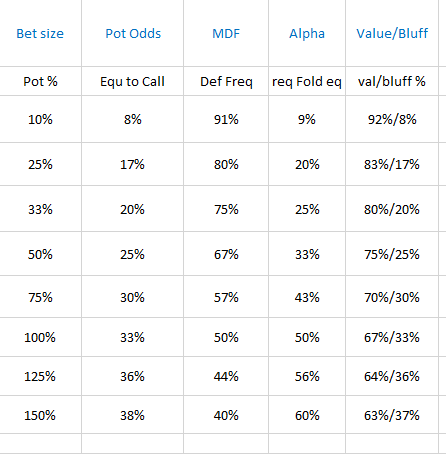 Bet size Pot Odds MDF Alpha Value/Bluff
Pot % Equ to Call Def Freq req Fold eq val/bluff %
10% 8% 91% 9% 92%/8%
25% 17% 80% 20% 83%/17%
33% 20% 75% 25% 80%/20%
50% 25% 67% 33% 75%/25%
75% 30% 57% 43% 70%/30%
100% 33% 50% 50% 67%/33%
125% 36% 44% 56% 64%/36%
150% 38% 40% 60% 63%/37%